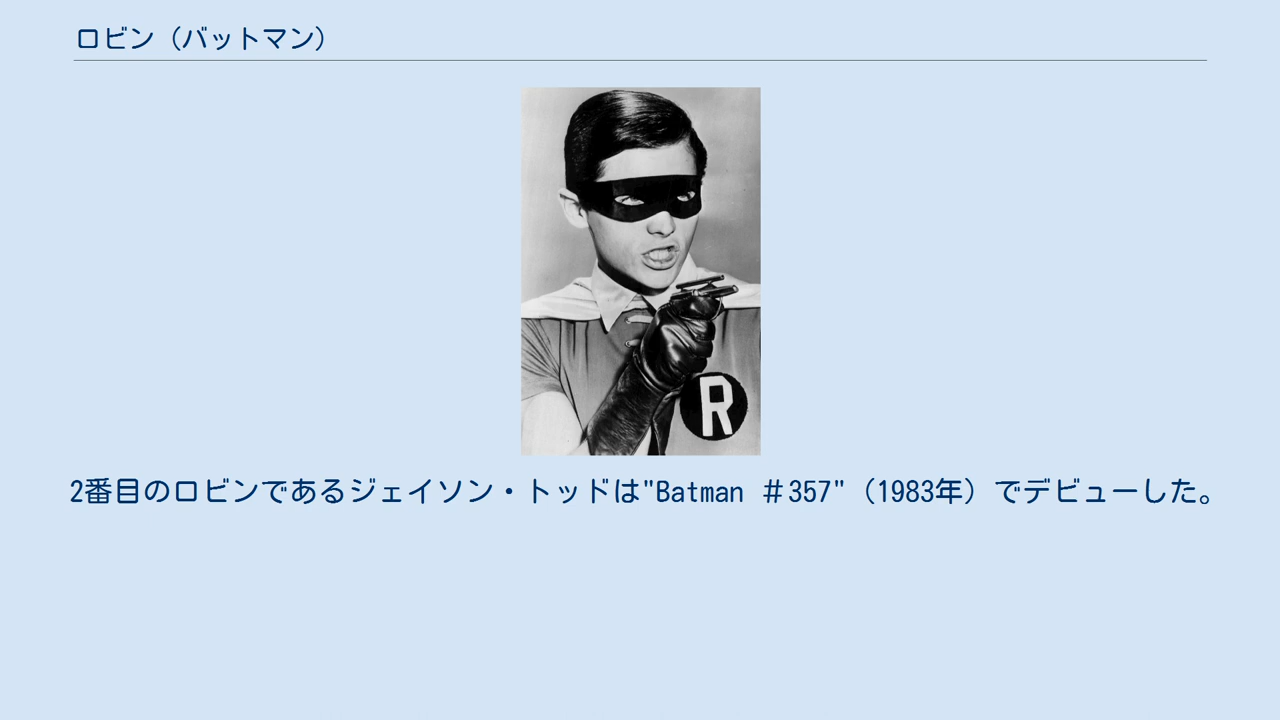 ロビン（バットマン）
R
2番目のロビンであるジェイソン・トッドは"Batman ＃357"（1983年）でデビューした。